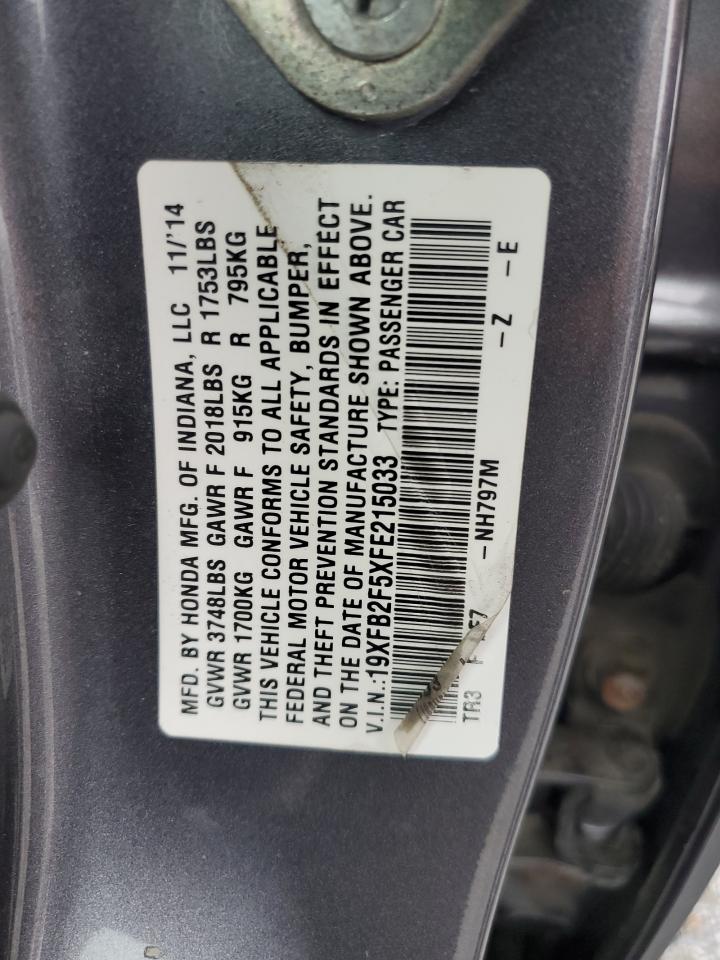 MFD. BY HONDA MFG. OF INDIANA, LLC 11/'14
GVWR 3748LBS GAWR F 2018LBS R 1753LBS
GVWR 1700KG GAWR F 915KG R 795KG
THIS VEHICLE CONFORMS TO ALL APPLICABLE
FEDERAL MOTOR VEHICLE SAFETY, BUMPER,
AND THEFT PREVENTION STANDARDS IN EFFECT
ON THE DATE OF MANUFACTURE SHOWN ABOVE.
V.I.N.:19XFB2F5XFE215033 TYPE: PASSENGER CAR
TR3 -NH797M -Z -E